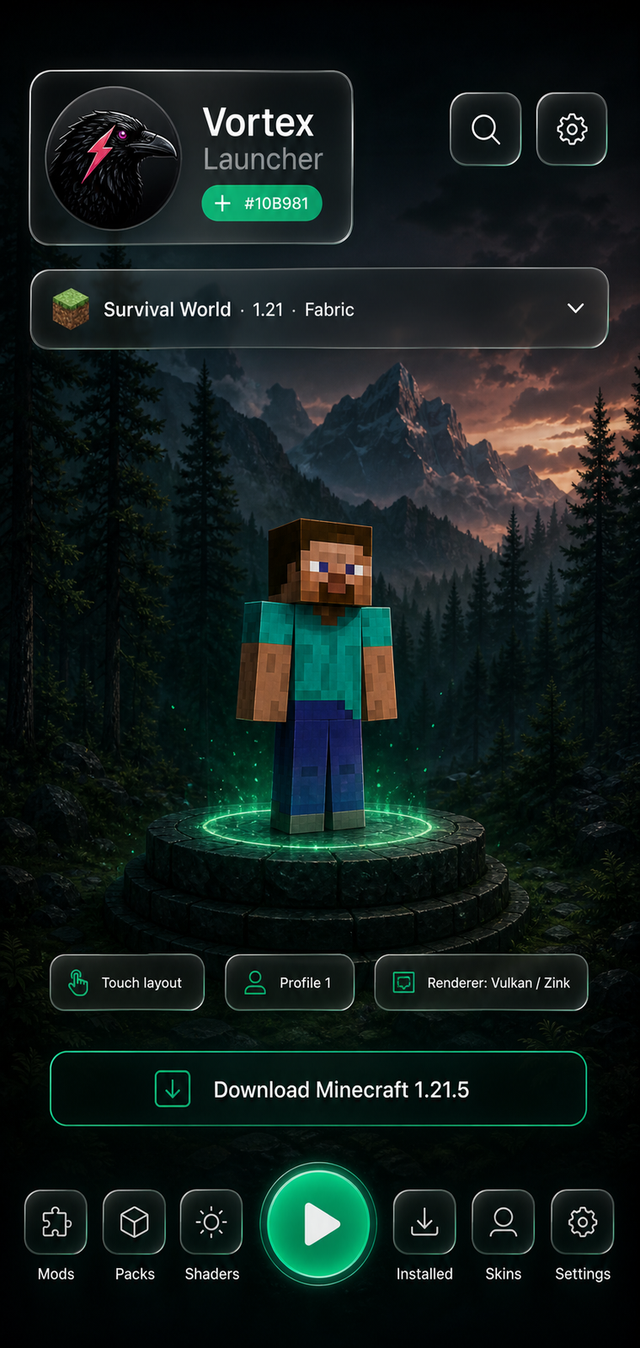 Vortex
Launcher
+ #10B981
Survival World · 1.21 · Fabric
Touch layout
Profile 1
Renderer: Vulkan / Zink
Download Minecraft 1.21.5
Mods
Packs
Shaders
Installed
Skins
Settings